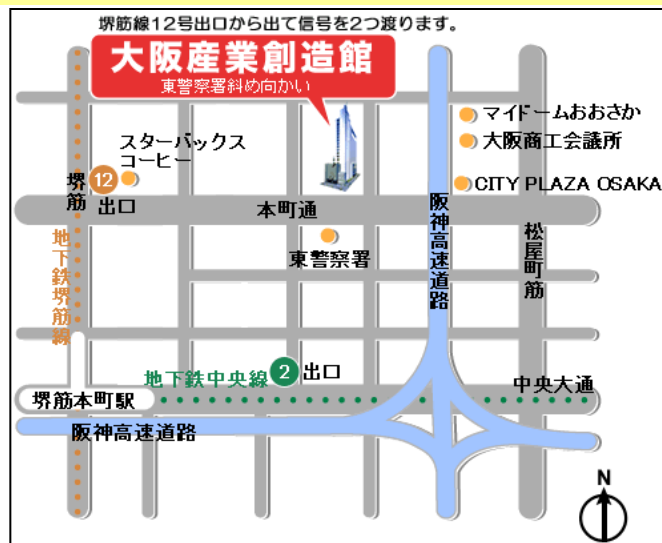 堺筋線12号出口から出て信号を2つ渡ります。
大阪産業創造館
東警察署斜め向かい
マイドームおおさか
大阪商工会議所
スターバックス
コーヒー
堺筋
12
出口
CITY PLAZA OSAKA
本町通
阪神高速道路
松屋町筋
東警察署
地下鉄堺筋線
地下鉄中央線
2
出口
中央大通
堺筋本町駅
阪神高速道路
N